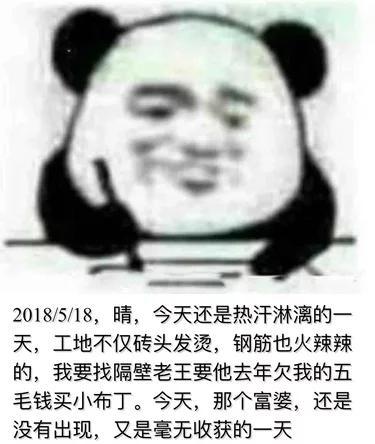 2018/5/18，晴，今天还是热汗淋漓的一
天，工地不仅砖头发烫，钢筋也火辣辣
的，我要找隔壁老王要他去年欠我的五
毛钱买小布丁。今天，那个富婆，还是
没有出现，又是毫无收获的一天